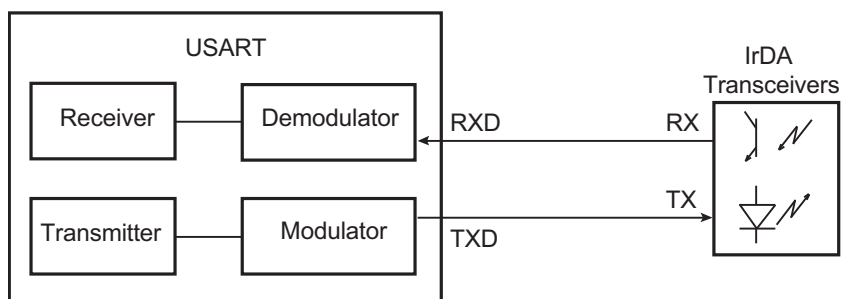 USART
IrDA
Transceivers
Receiver
Demodulator
RXD
RX
Transmitter
Modulator
TXD
TX